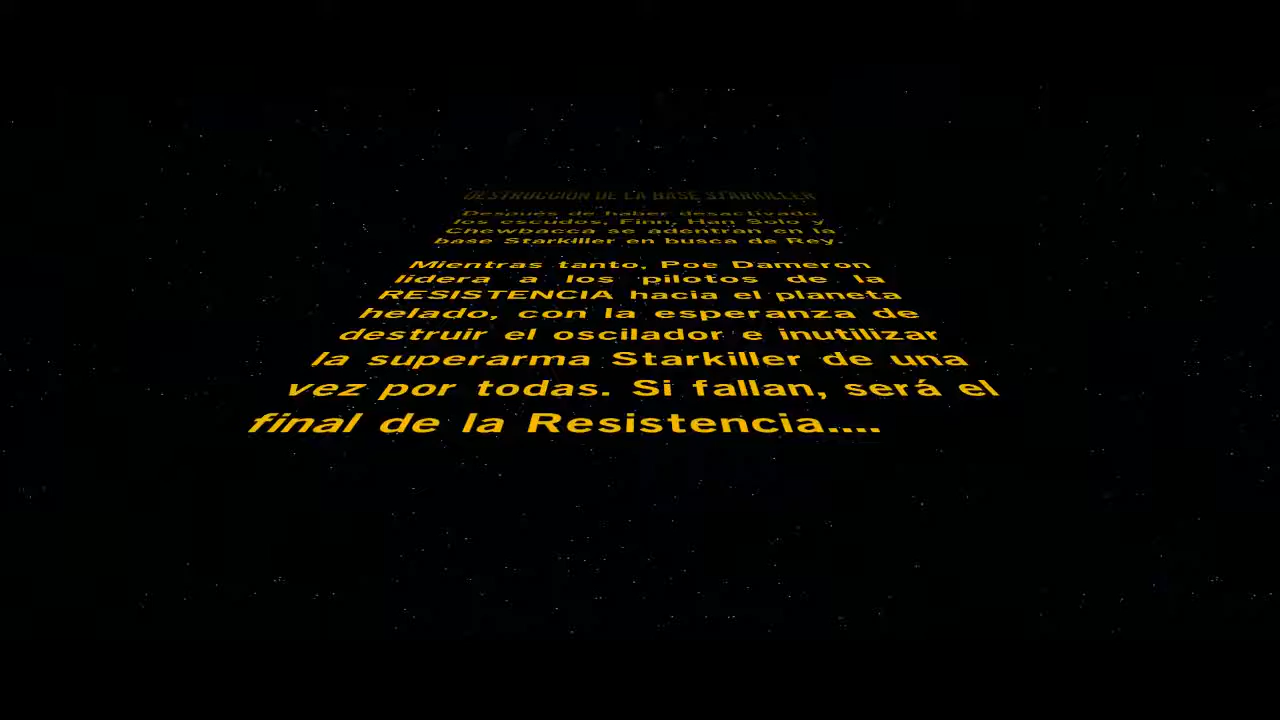 DESTRUCCIÓN DE LA BASE STARKILLER
Después de haber desactivado
los escudos, Finn, Han Solo y
Chewbacca se adentran en la
base Starkiller en busca de Rey.
Mientras tanto, Poe Dameron
lidera a los pilotos de la
RESISTENCIA hacia el planeta
helado, con la esperanza de
destruir el oscilador e inutilizar
la superarma Starkiller de una
vez por todas. Si fallan, será el
final de la Resistencia....